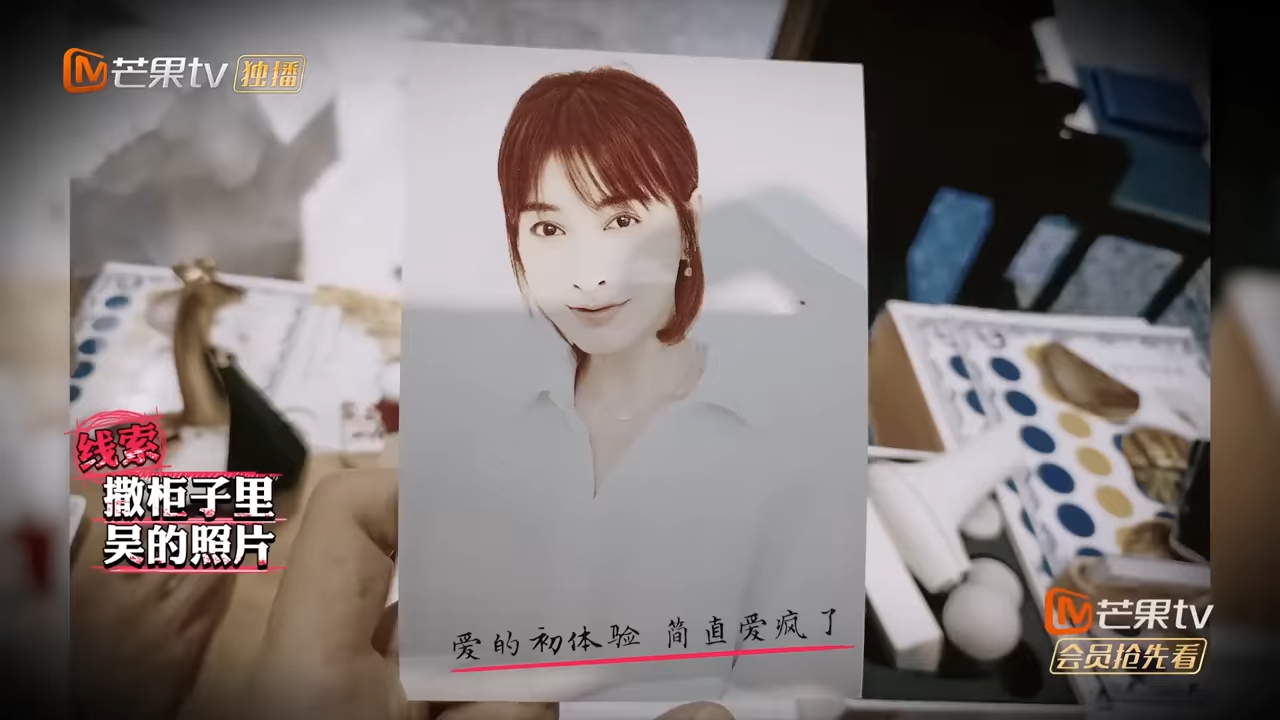 芒果tv 独播
线索
撒柜子里
吴的照片
爱的初体验 简直爱疯了
芒果tv
会员抢先看